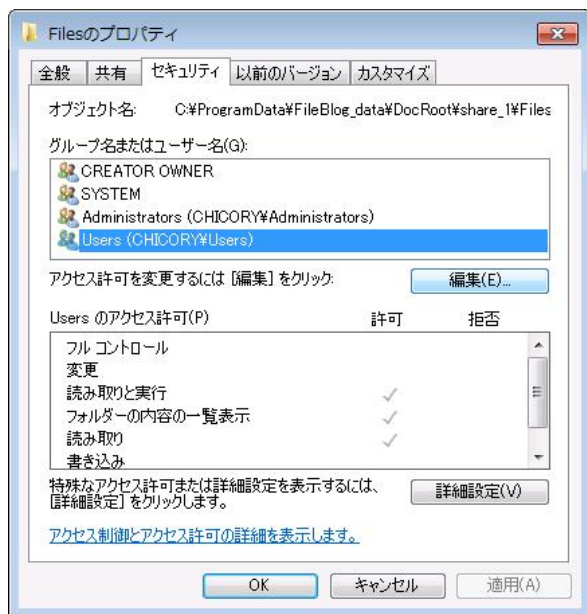 Filesのプロパティ
全般 共有 セキュリティ 以前のバージョン カスタマイズ
オブジェクト名: C:¥ProgramData¥FileBlog_data¥DocRoot¥share_1¥Files
グループ名またはユーザー名(G):
CREATOR OWNER
SYSTEM
Administrators (CHICORY¥Administrators)
Users (CHICORY¥Users)
アクセス許可を変更するには [編集] をクリック: 編集(E)...
Users のアクセス許可(P) 許可 拒否
フル コントロール
変更
読み取りと実行
フォルダーの内容の一覧表示
読み取り
書き込み
特殊なアクセス許可または詳細設定を表示するには、
[詳細設定] をクリックします。 詳細設定(V)
アクセス制御とアクセス許可の詳細を表示します。
OK キャンセル 適用(A)